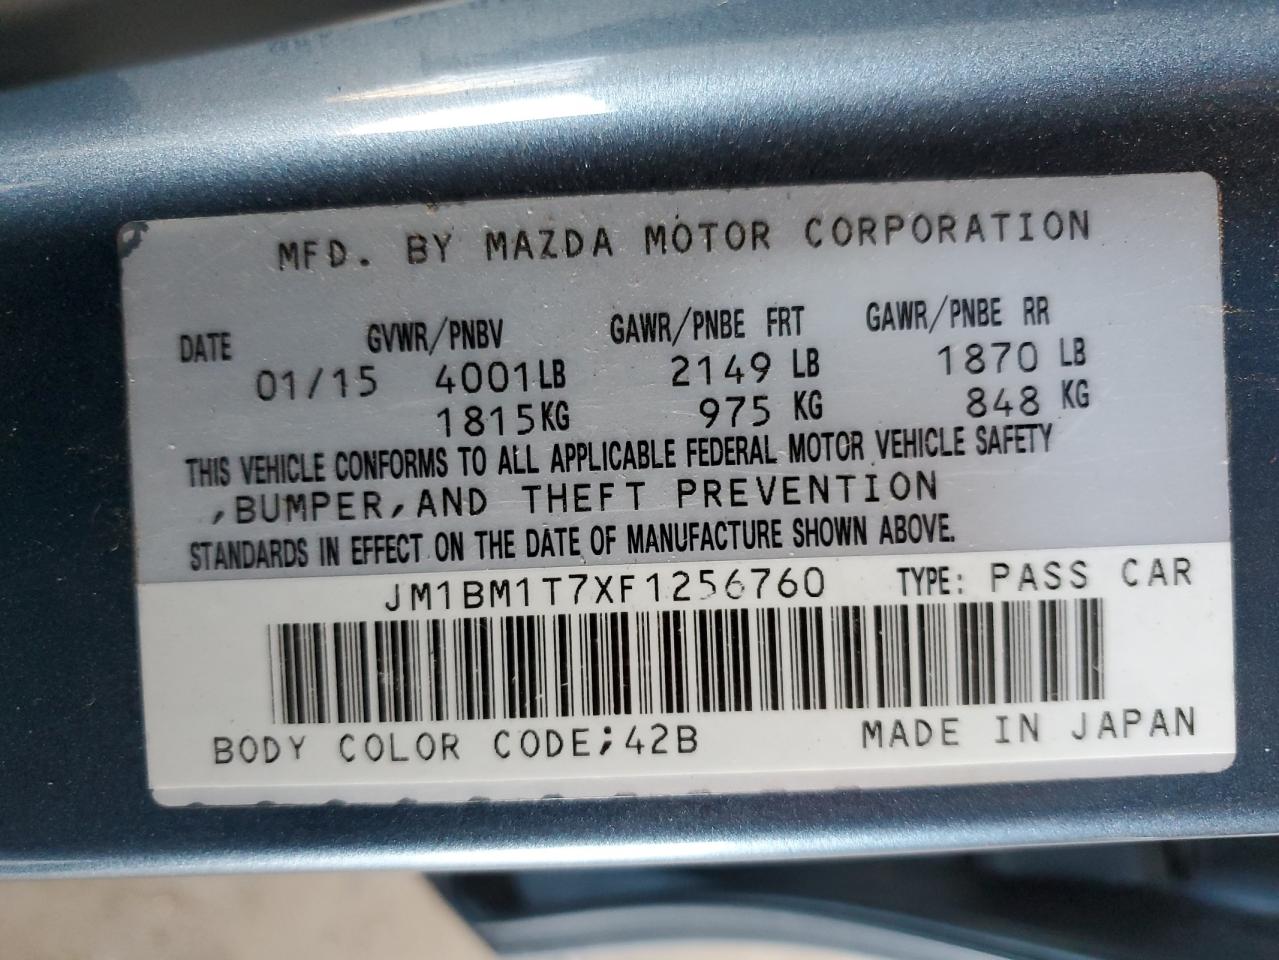 MFD. BY MAZDA MOTOR CORPORATION
DATE GVWR/PNBV GAWR/PNBE FRT GAWR/PNBE RR
01/15 4001LB 2149 LB 1870 LB
1815KG 975 KG 848 KG
THIS VEHICLE CONFORMS TO ALL APPLICABLE FEDERAL MOTOR VEHICLE SAFETY
,BUMPER,AND THEFT PREVENTION
STANDARDS IN EFFECT ON THE DATE OF MANUFACTURE SHOWN ABOVE.
JM1BM1T7XF1256760 TYPE: PASS CAR
BODY COLOR CODE;42B MADE IN JAPAN